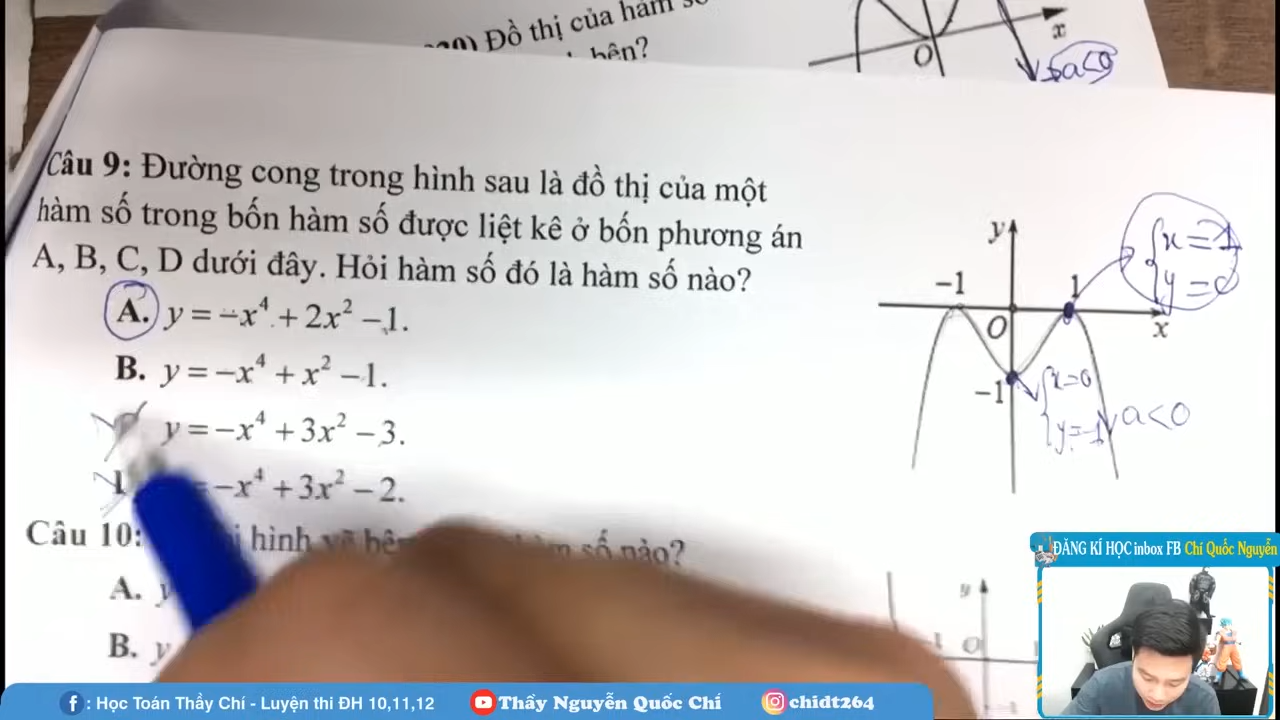 Đồ thị của hàm
bên?
x
O
a<0
Câu 9: Đường cong trong hình sau là đồ thị của một
hàm số trong bốn hàm số được liệt kê ở bốn phương án
A, B, C, D dưới đây. Hỏi hàm số đó là hàm số nào?
A. y = -x⁴ + 2x² -1.
B. y = -x⁴ + x² -1.
y = -x⁴ + 3x² - 3.
-x⁴ + 3x² - 2.
y
-1
1
O
x
-1
x=1
y=0
x=0
y=-1
a<0
Câu 10: hình vẽ bên số nào?
A. y
B. y
y
O
ĐĂNG KÍ HỌC inbox FB Chí Quốc Nguyễn
: Học Toán Thầy Chí - Luyện thi ĐH 10,11,12
Thầy Nguyễn Quốc Chí
chidt264